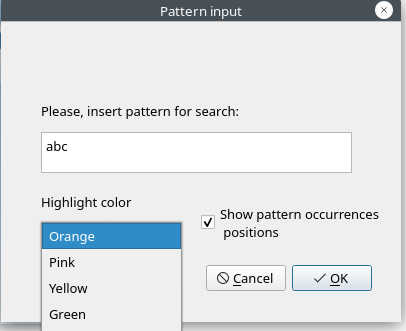 Pattern input
Please, insert pattern for search:
abc
Highlight color
Show pattern occurrences
positions
Orange
Pink
Yellow
Green
Cancel
OK